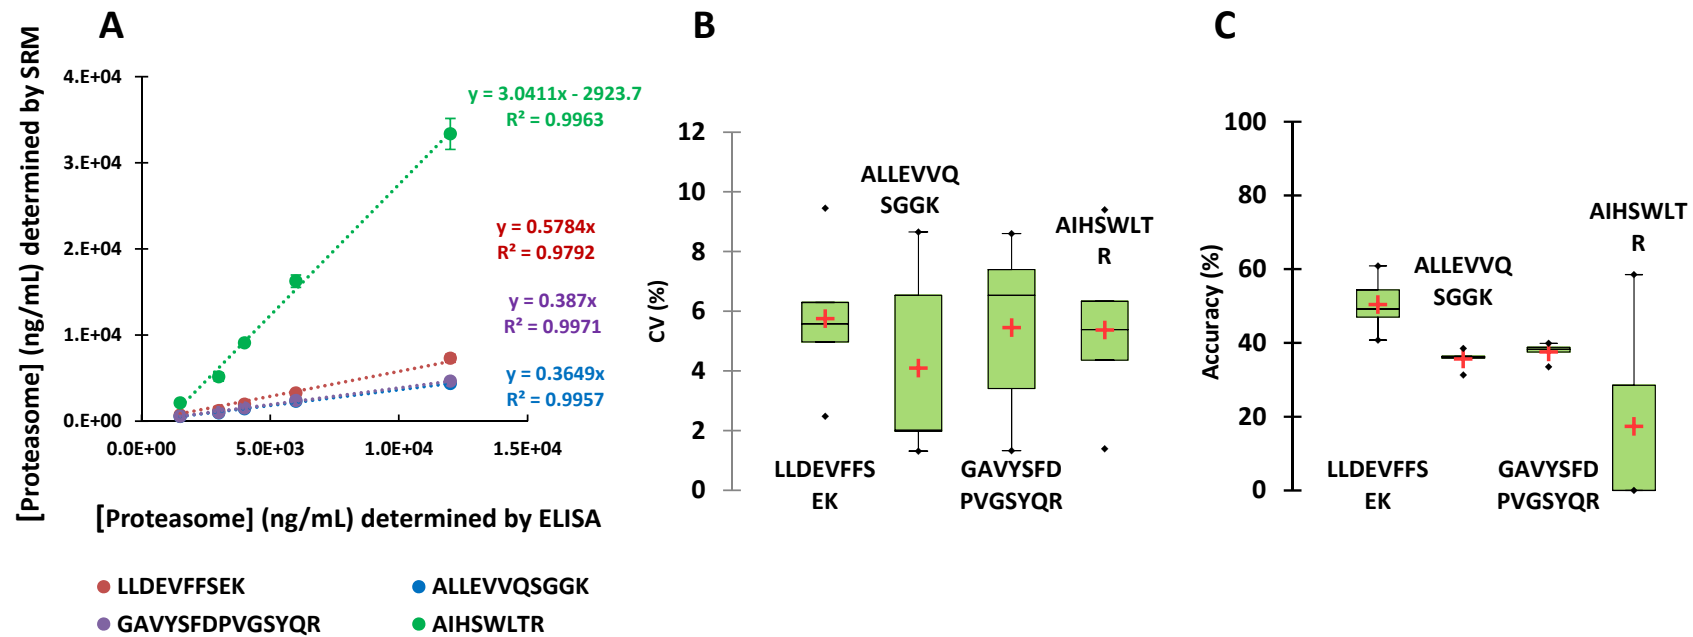 A
[Proteasome] (ng/mL) determined by SRM
4.E+04
3.E+04
2.E+04
1.E+04
0.E+00
0.0E+00
5.0E+03
1.0E+04
1.5E+04
y = 3.0411x - 2923.7
R² = 0.9963
y = 0.5784x
R² = 0.9792
y = 0.387x
R² = 0.9971
y = 0.3649x
R² = 0.9957
[Proteasome] (ng/mL) determined by ELISA
LLDEVFFSEK
ALLEVVQSGGK
GAVYSFDPVGSYQR
AIHSWLTR
B
CV (%)
12
10
8
6
4
2
0
LLDEVFFS
EK
ALLEVVQ
SGGK
GAVYSFD
PVGSYQR
AIHSWLT
R
C
Accuracy (%)
100
80
60
40
20
0
LLDEVFFS
EK
ALLEVVQ
SGGK
GAVYSFD
PVGSYQR
AIHSWLT
R